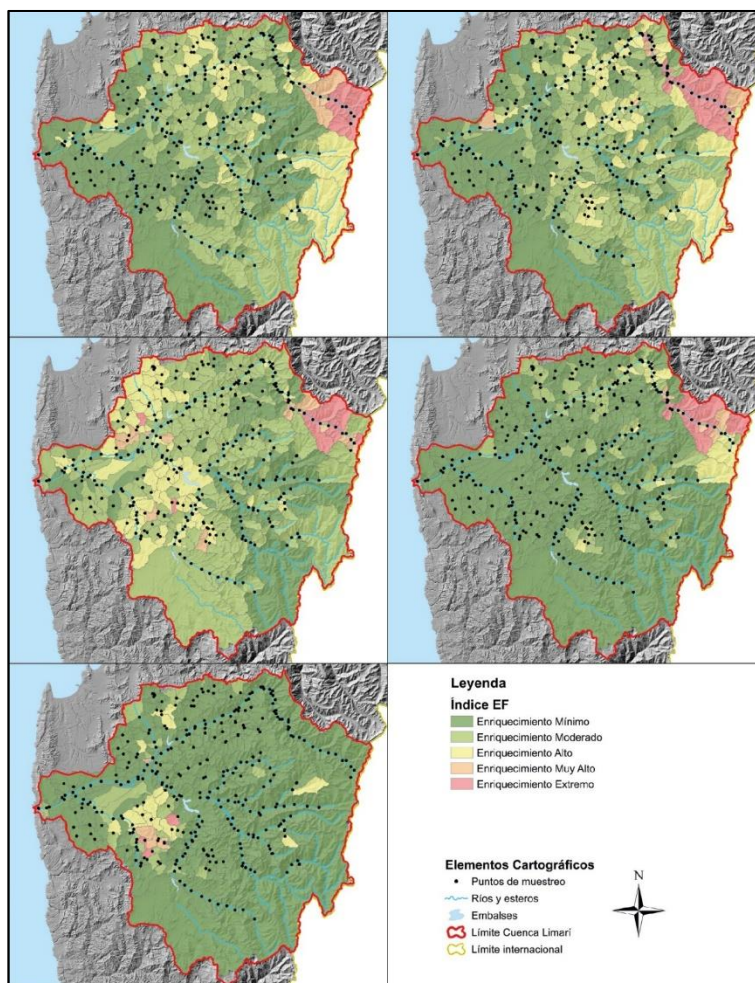 Leyenda
Índice EF
Enriquecimiento Mínimo
Enriquecimiento Moderado
Enriquecimiento Alto
Enriquecimiento Muy Alto
Enriquecimiento Extremo
Elementos Cartográficos
Puntos de muestreo
Ríos y esteros
Embalses
Límite Cuenca Limarí
Límite internacional
N